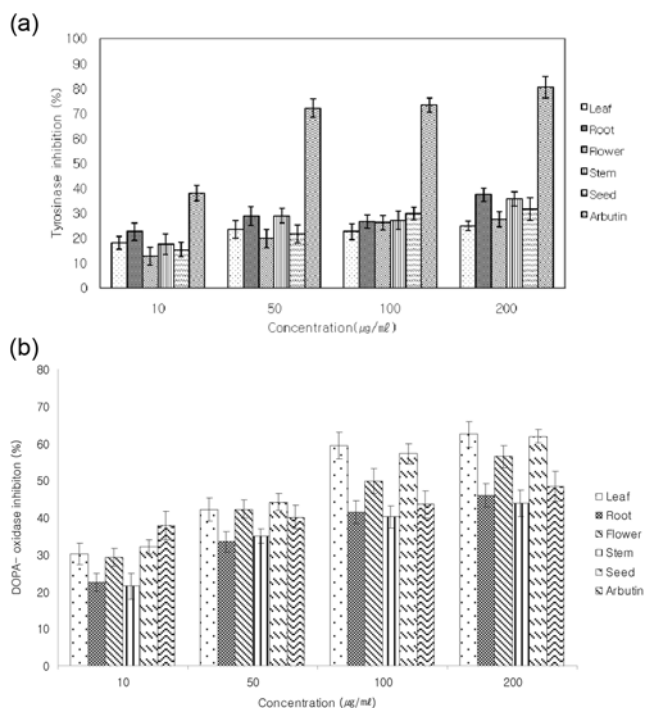 (a)
100
90
80
70
60
50
40
30
20
10
0
Tyrosinase inhibition (%)
10 50 100 200
Concentration(μg/㎖)
Leaf
Root
Flower
Stem
Seed
Arbutin
(b)
80
70
60
50
40
30
20
10
0
DOPA- oxidase inhibiton (%)
10 50 100 200
Concentration (μg/㎖)
Leaf
Root
Flower
Stem
Seed
Arbutin